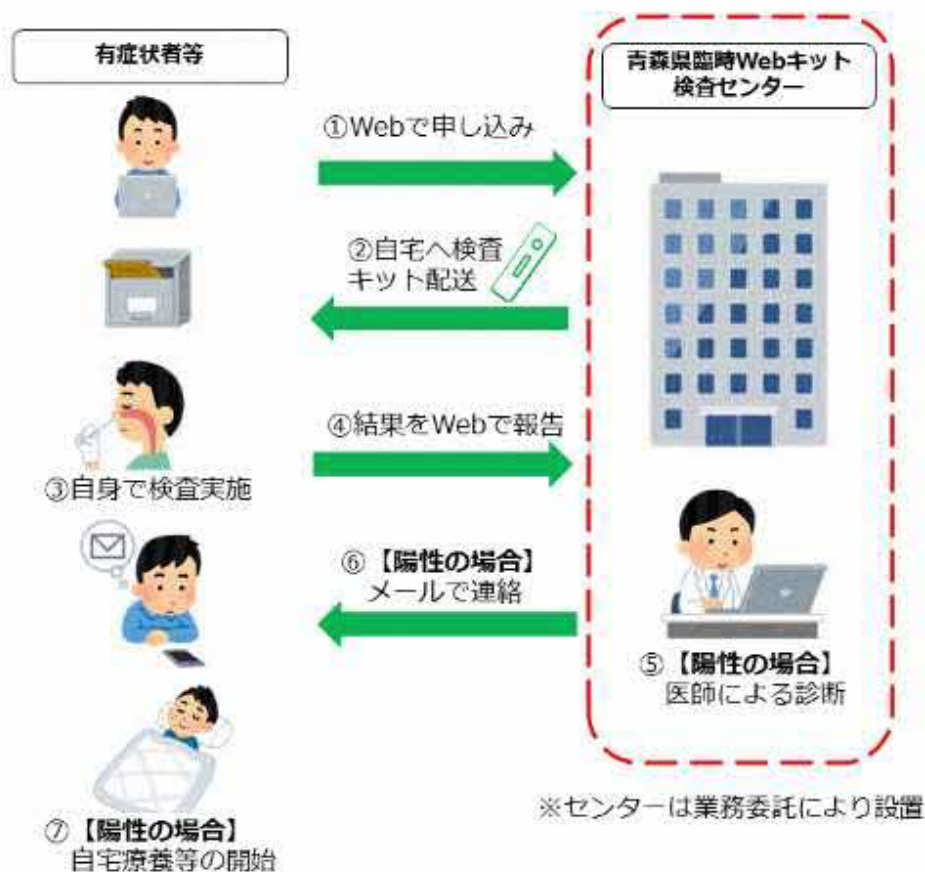 有症状者等
青森県臨時Webキット
検査センター
①Webで申し込み
②自宅へ検査
キット配送
③自身で検査実施
④結果をWebで報告
⑤【陽性の場合】
医師による診断
⑥【陽性の場合】
メールで連絡
⑦【陽性の場合】
自宅療養等の開始
※センターは業務委託により設置